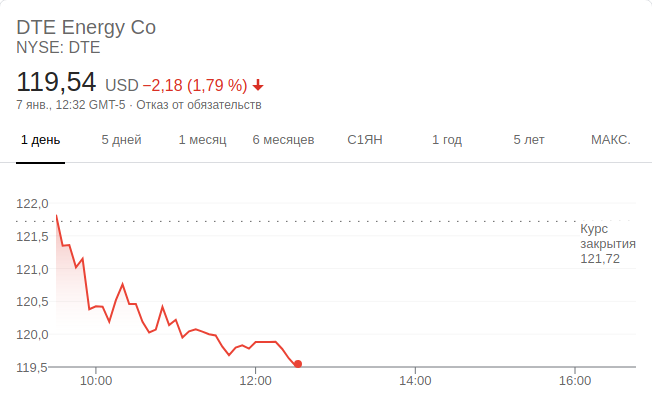 DTE Energy Co
NYSE: DTE
119,54 USD −2,18 (1,79 %)
7 янв., 12:32 GMT-5 · Отказ от обязательств
1 день 5 дней 1 месяц 6 месяцев С1ЯН 1 год 5 лет МАКС.
122,0
121,5
121,0
120,5
120,0
119,5
Курс
закрытия
121,72
10:00 12:00 14:00 16:00